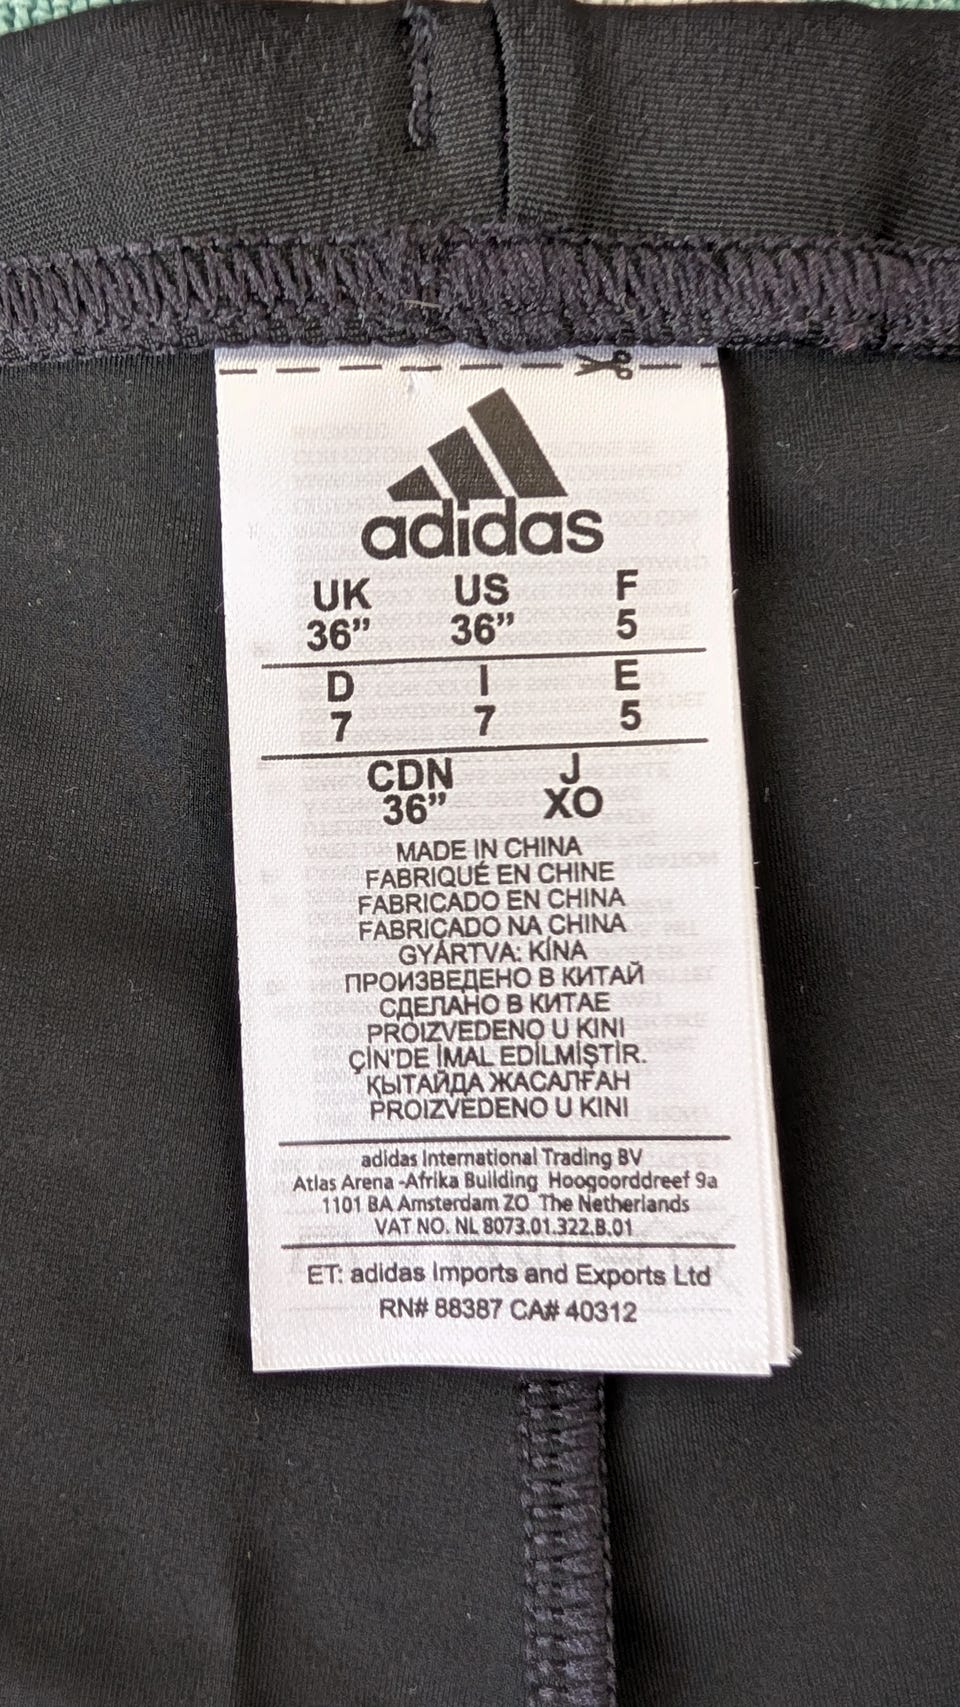 adidas
UK US F
36" 36" 5
D I E
7 7 5
CDN J
36" XO
MADE IN CHINA
FABRIQUÉ EN CHINE
FABRICADO EN CHINA
FABRICADO NA CHINA
GYÁRTVA: KÍNA
ПРОИЗВЕДЕНО В КИТАЙ
СДЕЛАНО В КИТАЕ
PROIZVEDENO U KINI
ÇİN'DE İMAL EDİLMİŞTİR.
ҚЫТАЙДА ЖАСАЛҒАН
PROIZVEDENO U KINI
adidas International Trading BV
Atlas Arena -Afrika Building Hoogoorddreef 9a
1101 BA Amsterdam ZO The Netherlands
VAT NO. NL 8073.01.322.B.01
ET: adidas Imports and Exports Ltd
RN# 88387 CA# 40312